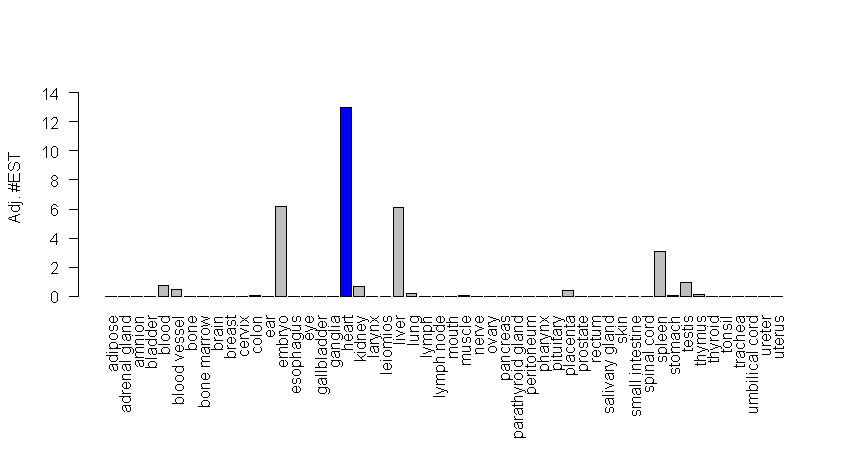 Adj. #EST
14
12
10
8
6
4
2
0
adipose
adrenal gland
amnion
bladder
blood
blood vessel
bone
bone marrow
brain
breast
cervix
colon
ear
embryo
esophagus
eye
gallbladder
ganglia
heart
kidney
larynx
leiomios
liver
lung
lymph
lymph node
mouth
muscle
nerve
ovary
pancreas
parathyroid gland
peritoneum
pharynx
pituitary
placenta
prostate
rectum
salivary gland
skin
small intestine
spinal cord
spleen
stomach
testis
thymus
thyroid
tonsil
trachea
umbilical cord
ureter
uterus